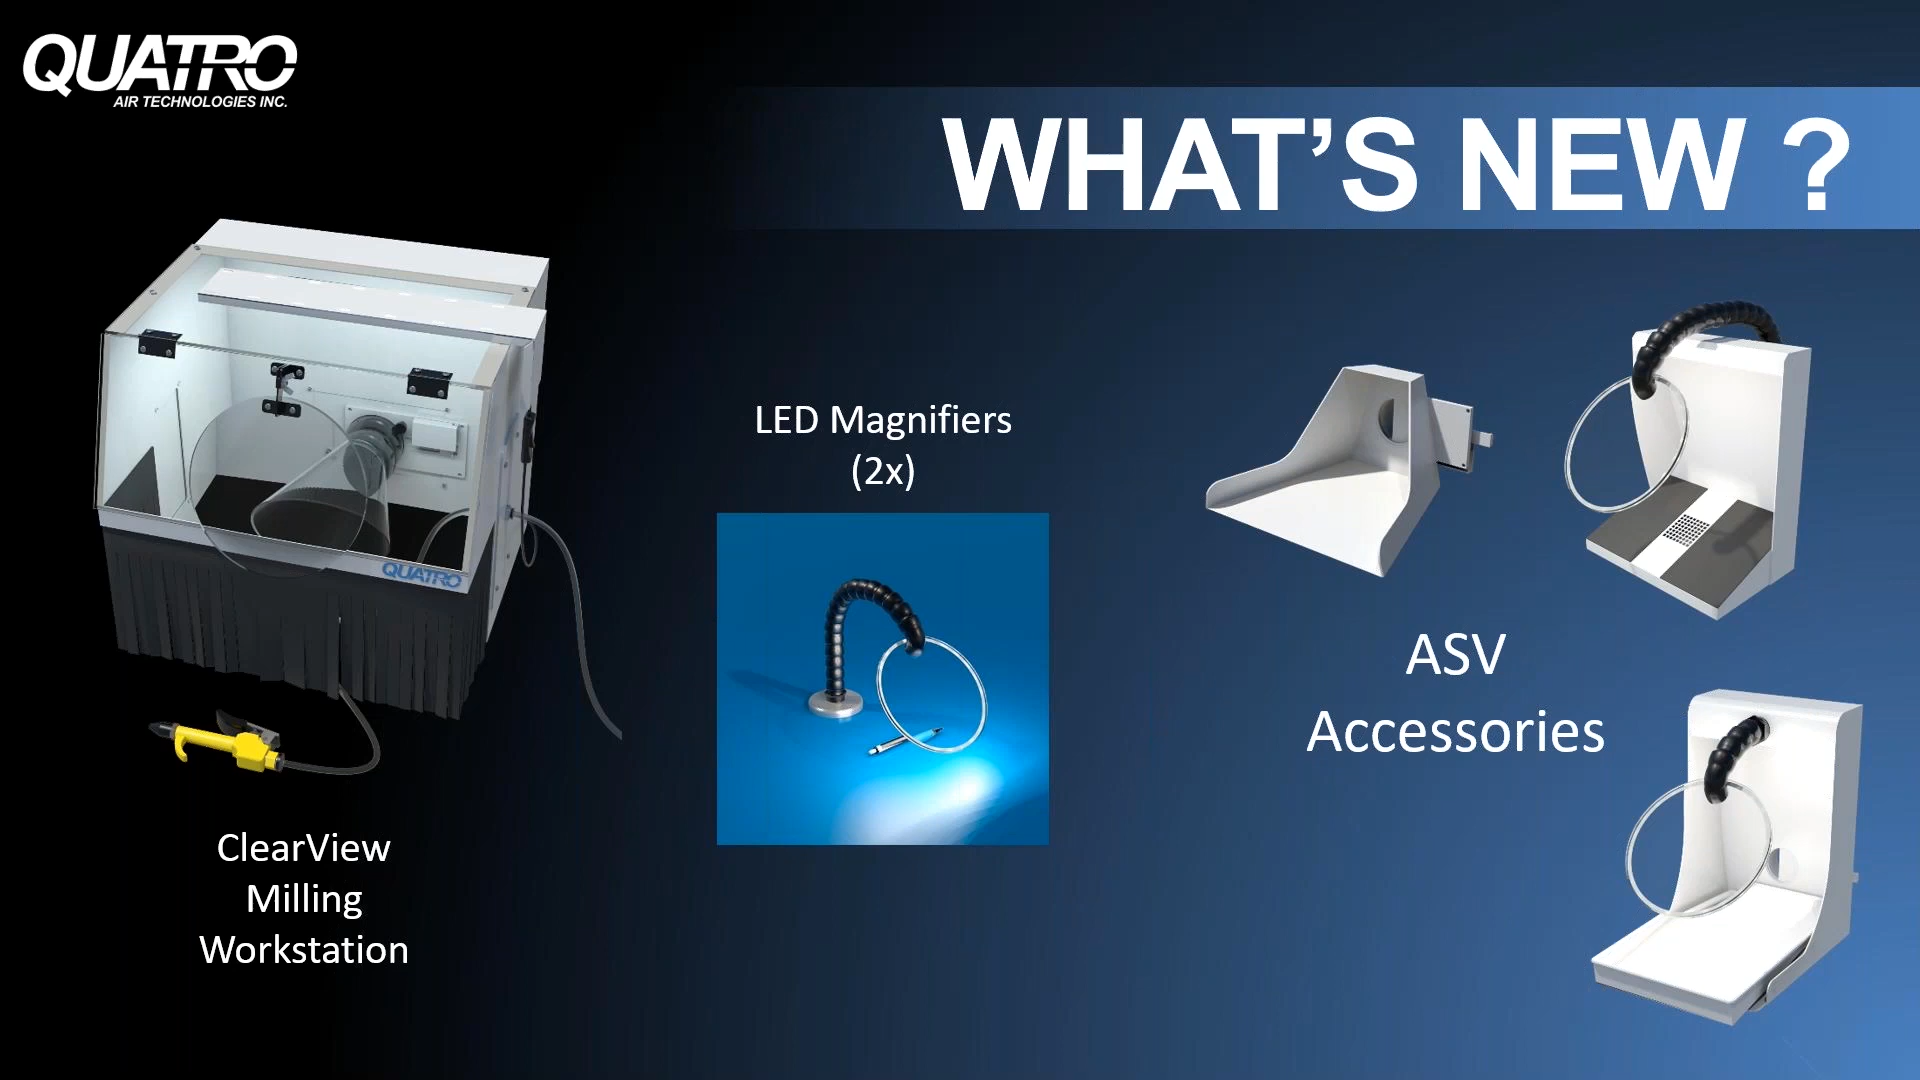 QUATRO
AIR TECHNOLOGIES INC.
WHAT’S NEW ?
QUATRO
LED Magnifiers
(2x)
ASV
Accessories
ClearView
Milling
Workstation